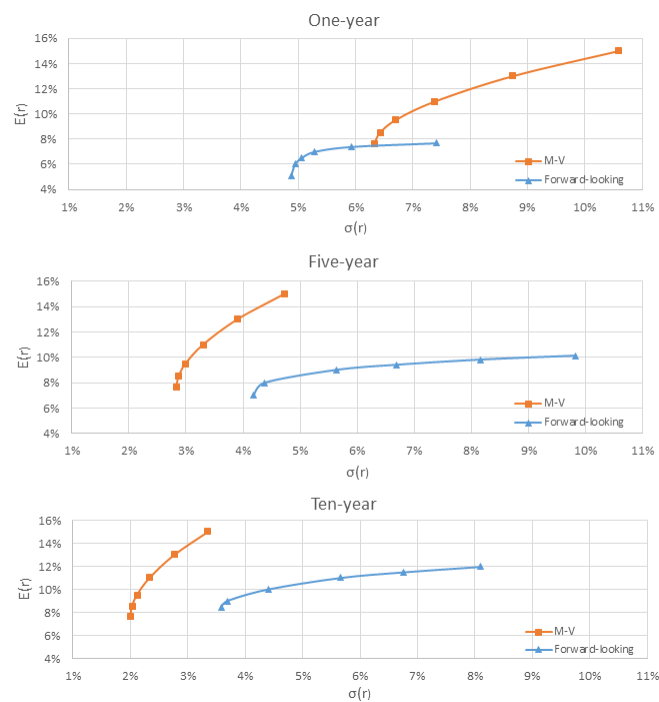 One-year
16%
14%
12%
10%
8%
6%
4%
E(r)
M-V
Forward-looking
1% 2% 3% 4% 5% 6% 7% 8% 9% 10% 11%
σ(r)
Five-year
16%
14%
12%
10%
8%
6%
4%
E(r)
M-V
Forward-looking
1% 2% 3% 4% 5% 6% 7% 8% 9% 10% 11%
σ(r)
Ten-year
16%
14%
12%
10%
8%
6%
4%
E(r)
M-V
Forward-looking
1% 2% 3% 4% 5% 6% 7% 8% 9% 10% 11%
σ(r)